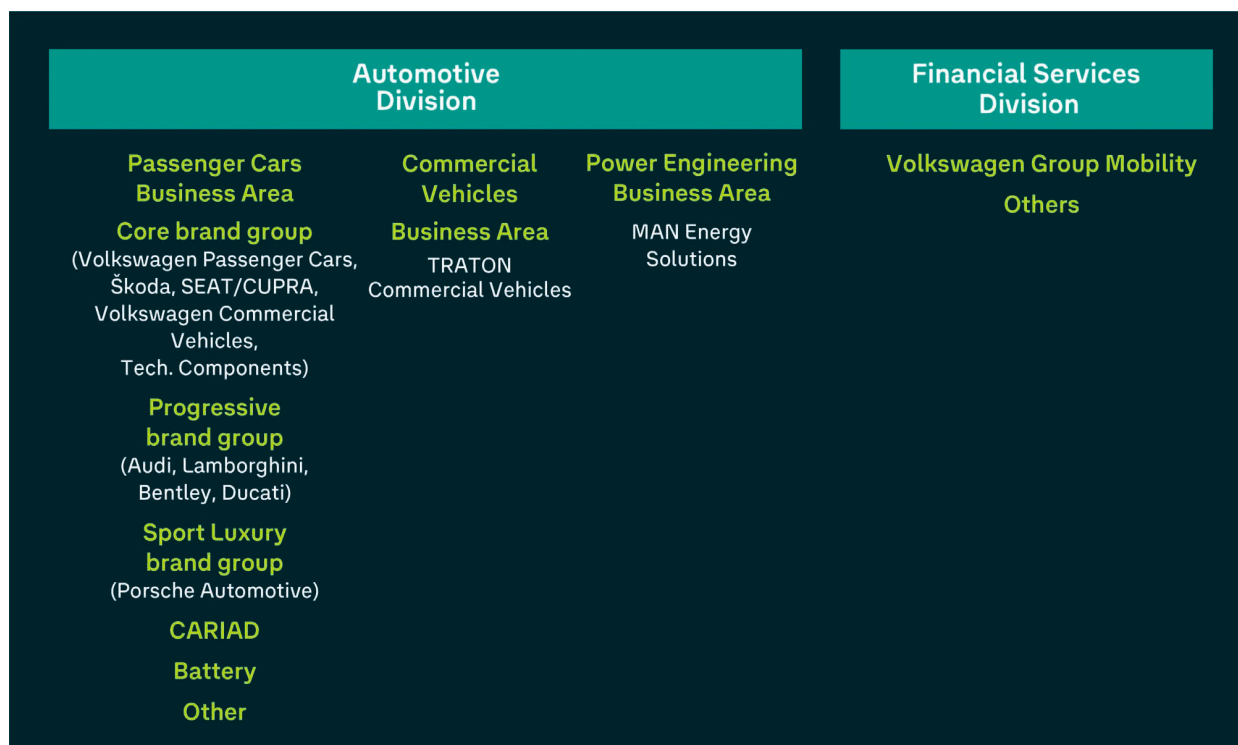 Automotive
Division
Financial Services
Division
Passenger Cars
Business Area
Core brand group
(Volkswagen Passenger Cars,
Škoda, SEAT/CUPRA,
Volkswagen Commercial
Vehicles,
Tech. Components)
Progressive
brand group
(Audi, Lamborghini,
Bentley, Ducati)
Sport Luxury
brand group
(Porsche Automotive)
CARIAD
Battery
Other
Commercial
Vehicles
Business Area
TRATON
Commercial Vehicles
Power Engineering
Business Area
MAN Energy
Solutions
Volkswagen Group Mobility
Others